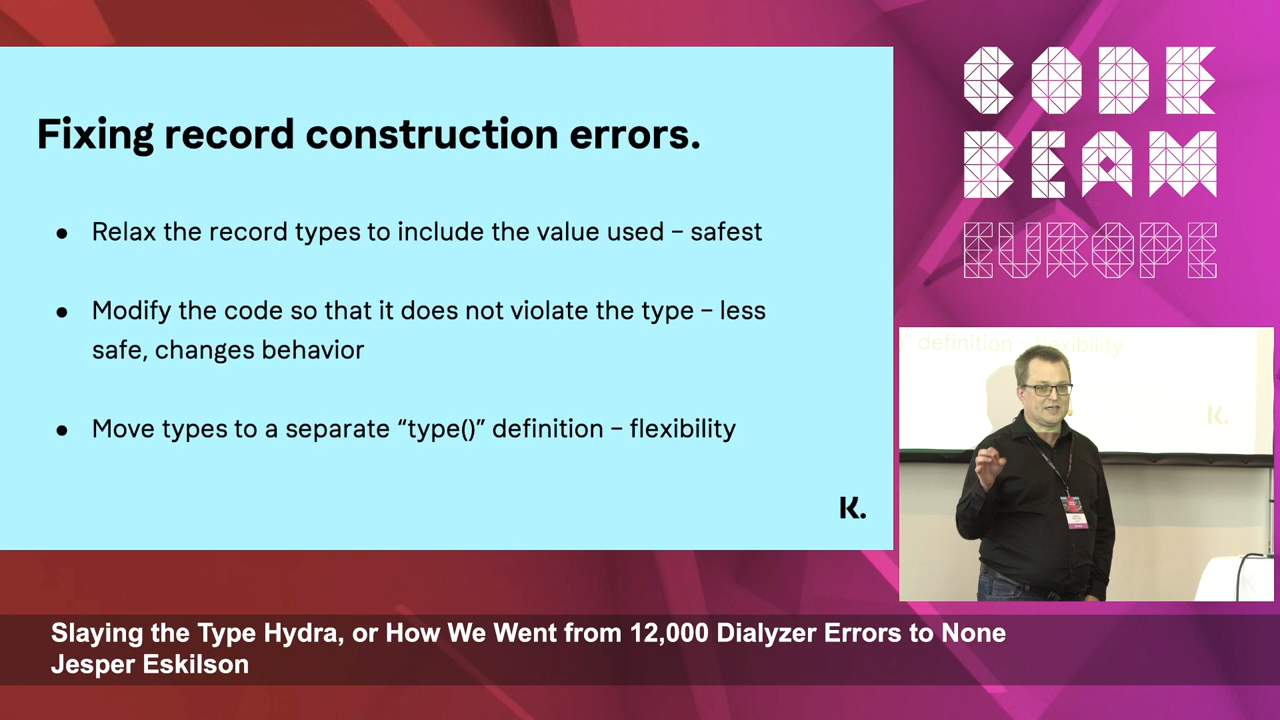 Fixing record construction errors.
● Relax the record types to include the value used – safest
● Modify the code so that it does not violate the type – less
safe, changes behavior
● Move types to a separate “type()” definition – flexibility
K.
CODE
BEAM
EUROPE
” definition – flexibility
K.
Slaying the Type Hydra, or How We Went from 12,000 Dialyzer Errors to None
Jesper Eskilson